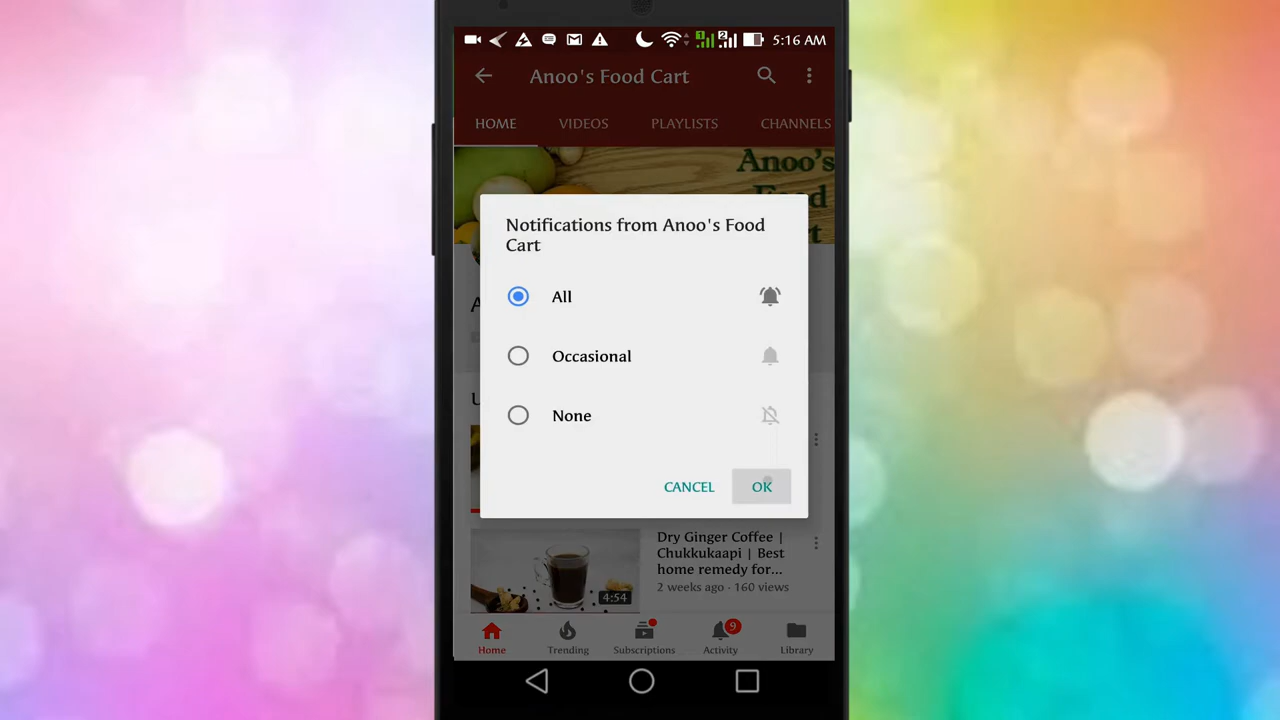 5:16 AM
Anoo's Food Cart
HOME VIDEOS PLAYLISTS CHANNELS
Anoo's
Food
Notifications from Anoo's Food
Cart
All
Occasional
None
CANCEL OK
Dry Ginger Coffee |
Chukkukaapi | Best
home remedy for...
2 weeks ago · 160 views
4:54
9
Home Trending Subscriptions Activity Library